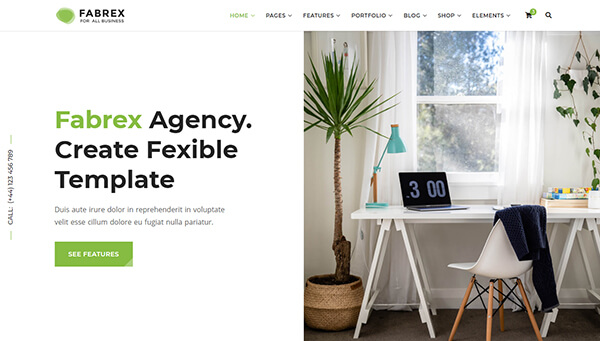 FABREX
FOR ALL BUSINESS
HOME PAGES FEATURES PORTFOLIO BLOG SHOP ELEMENTS 0
Fabrex Agency.
Create Fexible
Template
Duis aute irure dolor in reprehenderit in voluptate
velit esse cillum dolore eu fugiat nulla pariatur.
SEE FEATURES
CALL: (+44) 123 456 789
3 00